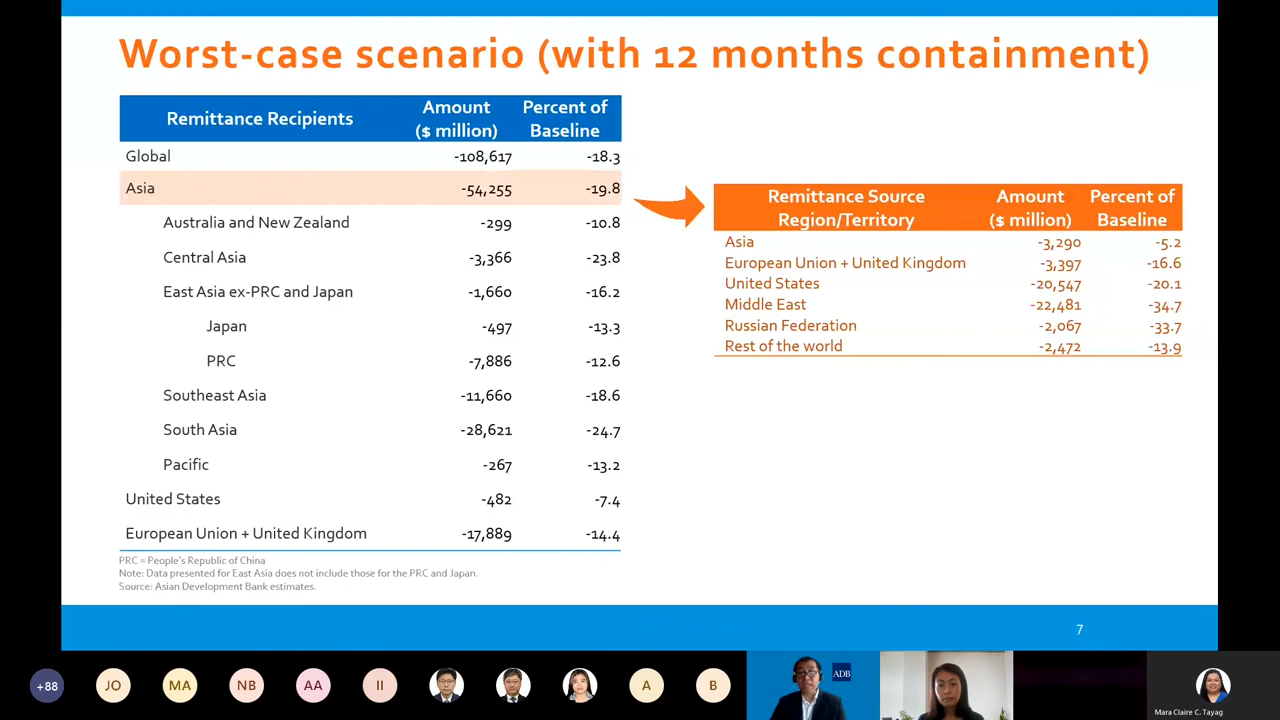 Worst-case scenario (with 12 months containment)
Remittance Recipients Amount ($ million) Percent of Baseline
Global -108,617 -18.3
Asia -54,255 -19.8
Australia and New Zealand -299 -10.8
Central Asia -3,366 -23.8
East Asia ex-PRC and Japan -1,660 -16.2
Japan -497 -13.3
PRC -7,886 -12.6
Southeast Asia -11,660 -18.6
South Asia -28,621 -24.7
Pacific -267 -13.2
United States -482 -7.4
European Union + United Kingdom -17,889 -14.4
PRC = People's Republic of China
Note: Data presented for East Asia does not include those for the PRC and Japan.
Source: Asian Development Bank estimates.
Remittance Source Region/Territory Amount ($ million) Percent of Baseline
Asia -3,290 -5.2
European Union + United Kingdom -3,397 -16.6
United States -20,547 -20.1
Middle East -22,481 -34.7
Russian Federation -2,067 -33.7
Rest of the world -2,472 -13.9
7
+88 JO MA NB AA II A B
ADB
Mara Claire C. Tayag